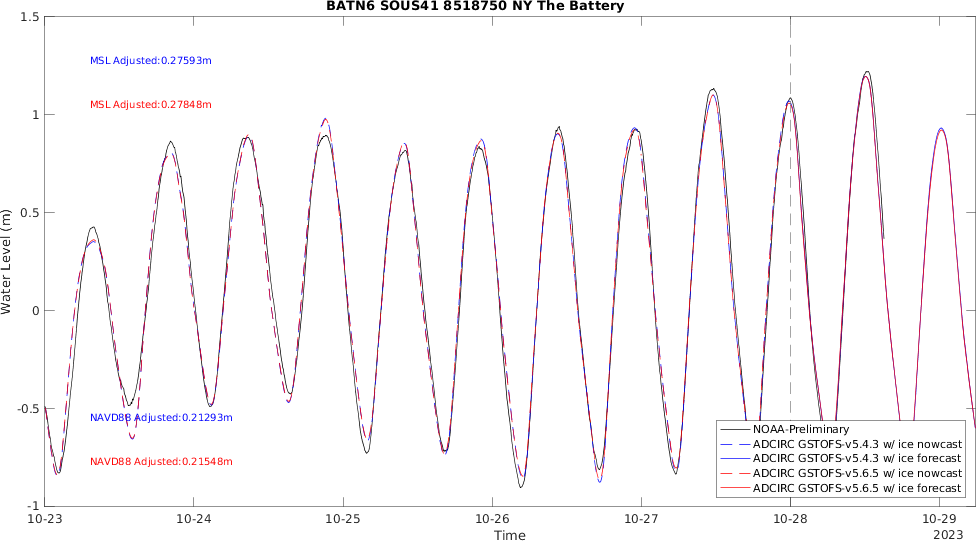 BATN6 SOUS41 8518750 NY The Battery
1.5
MSL Adjusted:0.27593m
MSL Adjusted:0.27848m
1
0.5
Water Level (m)
0
-0.5
NAVD88 Adjusted:0.21293m
NAVD88 Adjusted:0.21548m
NOAA-Preliminary
ADCIRC GSTOFS-v5.4.3 w/ ice nowcast
ADCIRC GSTOFS-v5.4.3 w/ ice forecast
ADCIRC GSTOFS-v5.6.5 w/ ice nowcast
ADCIRC GSTOFS-v5.6.5 w/ ice forecast
-1
10-23 10-24 10-25 10-26 10-27 10-28 10-29
Time 2023